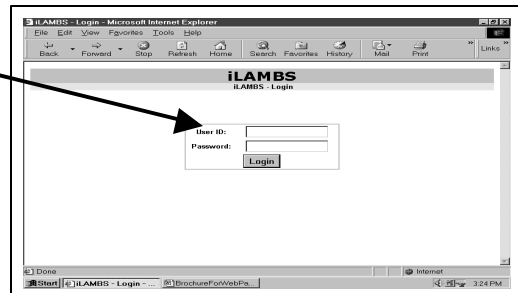 iLAMBS - Login - Microsoft Internet Explorer
File Edit View Favorites Tools Help
Back Forward Stop Refresh Home Search Favorites History Mail Print » Links »
iLAMBS
iLAMBS - Login
User ID:
Password:
Login
Done Internet
Start iLAMBS - Login - ... BrochureForWebPa... 3:24 PM